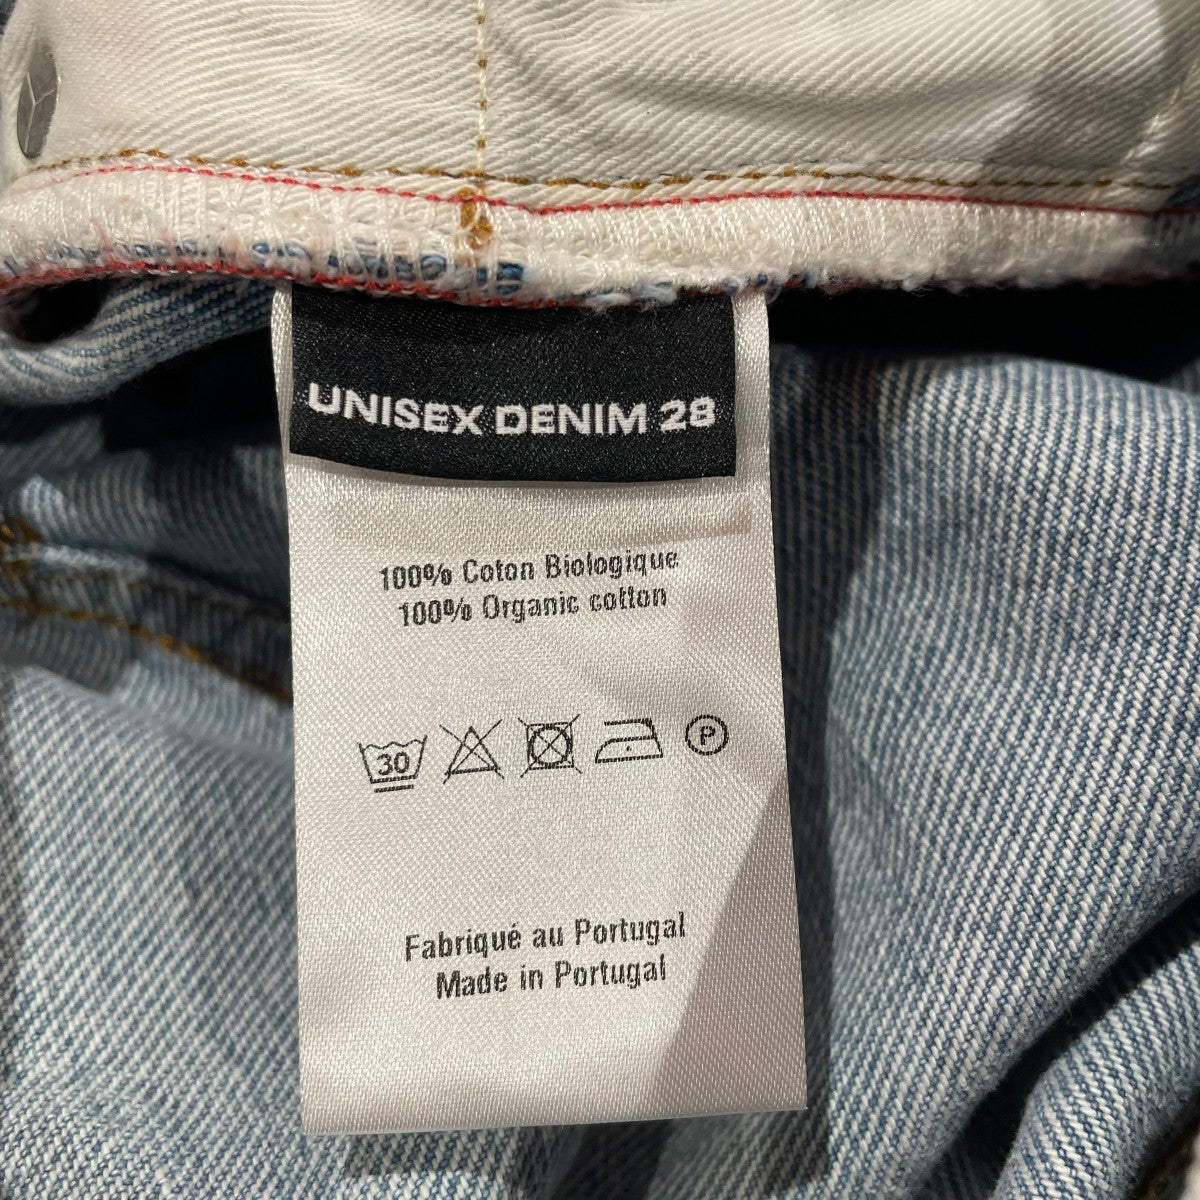 UNISEX DENIM 28
100% Coton Biologique
100% Organic cotton
30 P
Fabriqué au Portugal
Made in Portugal